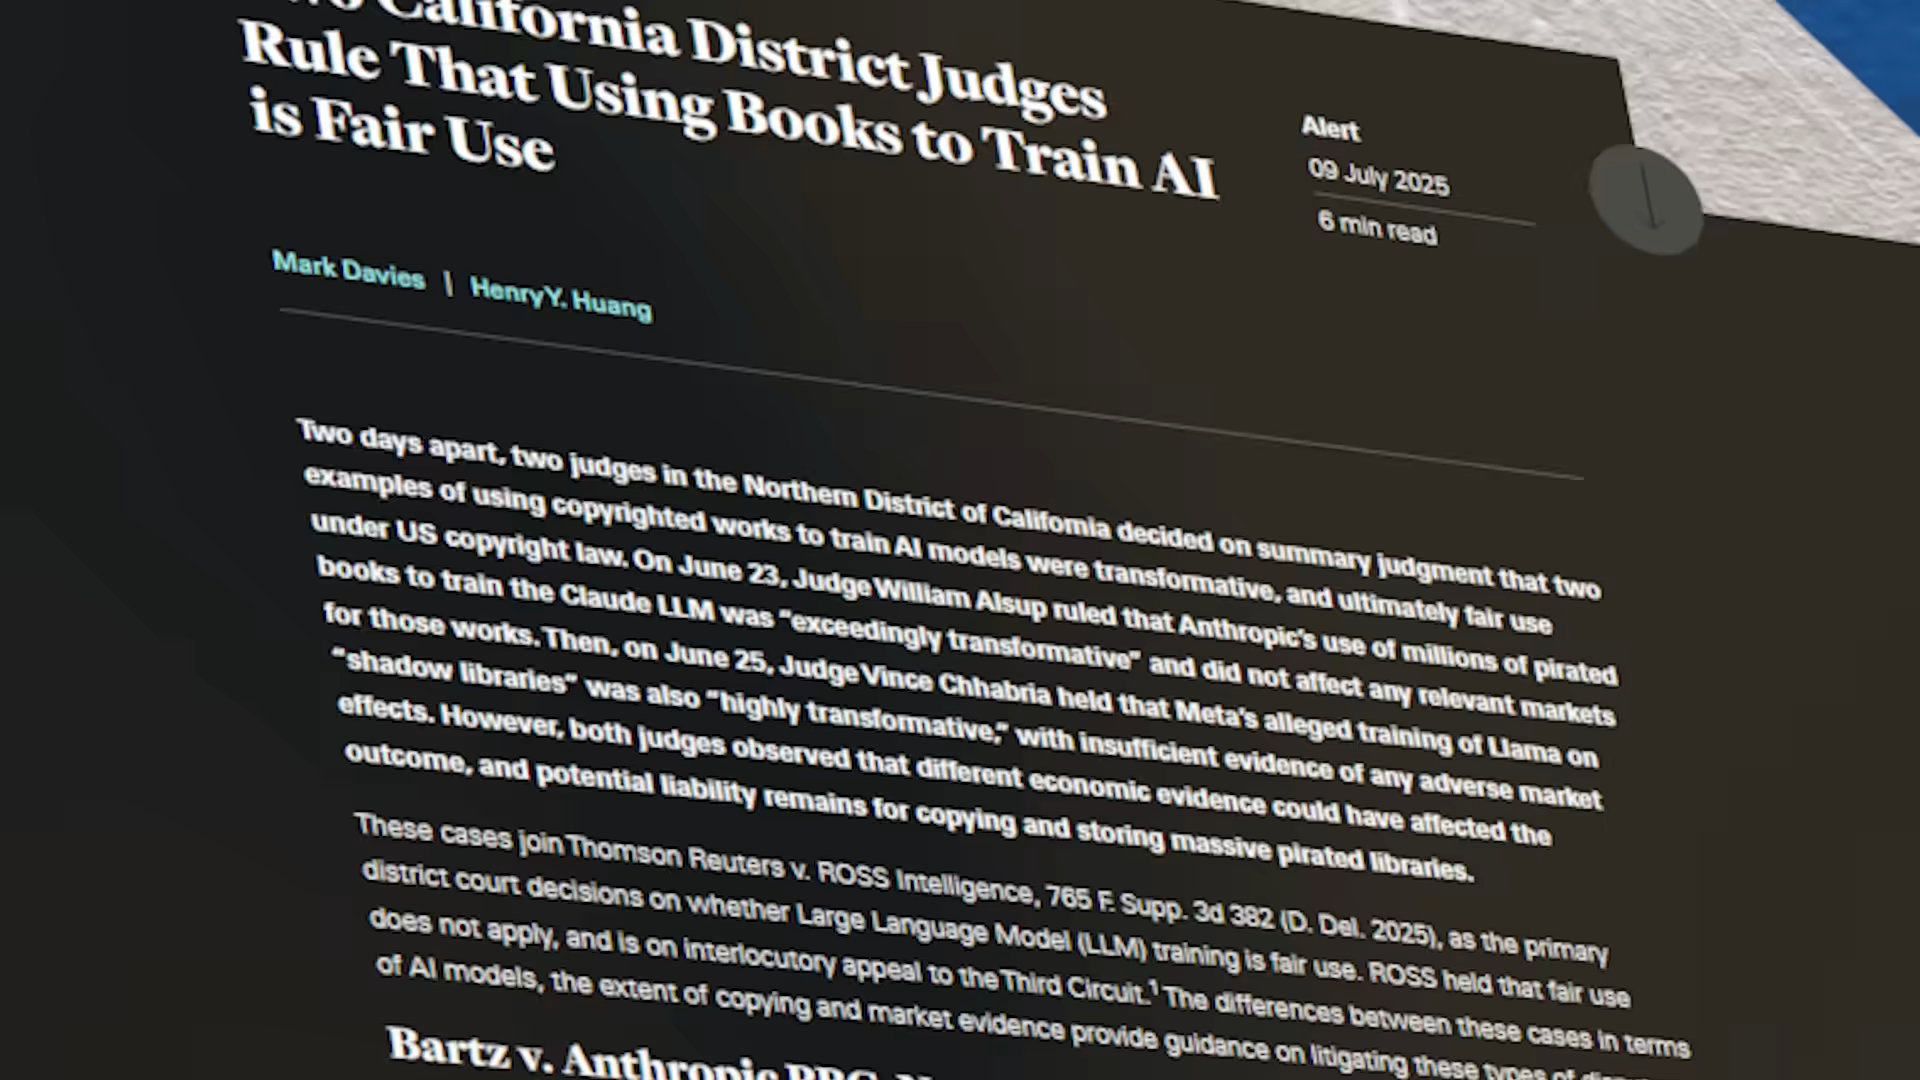 California District Judges
Rule That Using Books to Train AI
is Fair Use
Alert
09 July 2025
6 min read
Mark Davies | Henry Y. Huang
Two days apart, two judges in the Northern District of California decided on summary judgment that two
examples of using copyrighted works to train AI models were transformative, and ultimately fair use
under US copyright law. On June 23, Judge William Alsup ruled that Anthropic's use of millions of pirated
books to train the Claude LLM was “exceedingly transformative” and did not affect any relevant markets
for those works. Then, on June 25, Judge Vince Chhabria held that Meta's alleged training of Llama on
“shadow libraries” was also “highly transformative,” with insufficient evidence of any adverse market
effects. However, both judges observed that different economic evidence could have affected the
outcome, and potential liability remains for copying and storing massive pirated libraries.
These cases join Thomson Reuters v. ROSS Intelligence, 765 F. Supp. 3d 382 (D. Del. 2025), as the primary
district court decisions on whether Large Language Model (LLM) training is fair use. ROSS held that fair use
does not apply, and is on interlocutory appeal to the Third Circuit.¹ The differences between these cases in terms
of AI models, the extent of copying and market evidence provide guidance on litigating these types of
Bartz v. Anthropic PBC,